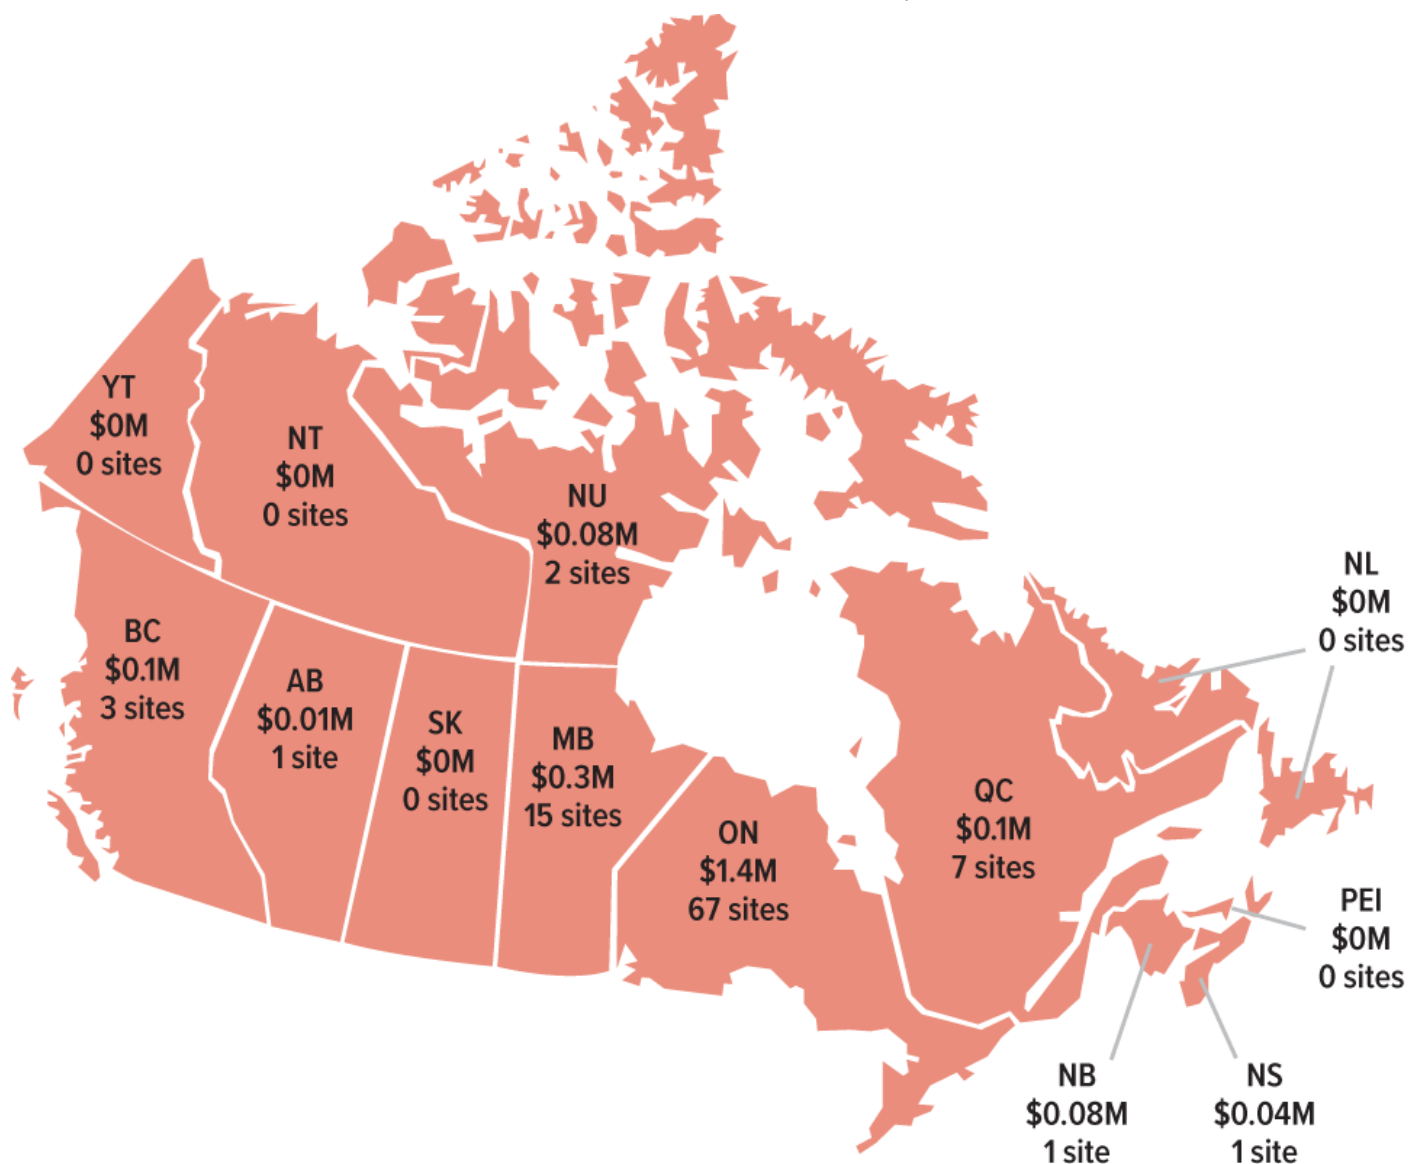 YT
$0M
0 sites
NT
$0M
0 sites
NU
$0.08M
2 sites
NL
$0M
0 sites
BC
$0.1M
3 sites
AB
$0.01M
1 site
SK
$0M
0 sites
MB
$0.3M
15 sites
ON
$1.4M
67 sites
QC
$0.1M
7 sites
PEI
$0M
0 sites
NB
$0.08M
1 site
NS
$0.04M
1 site